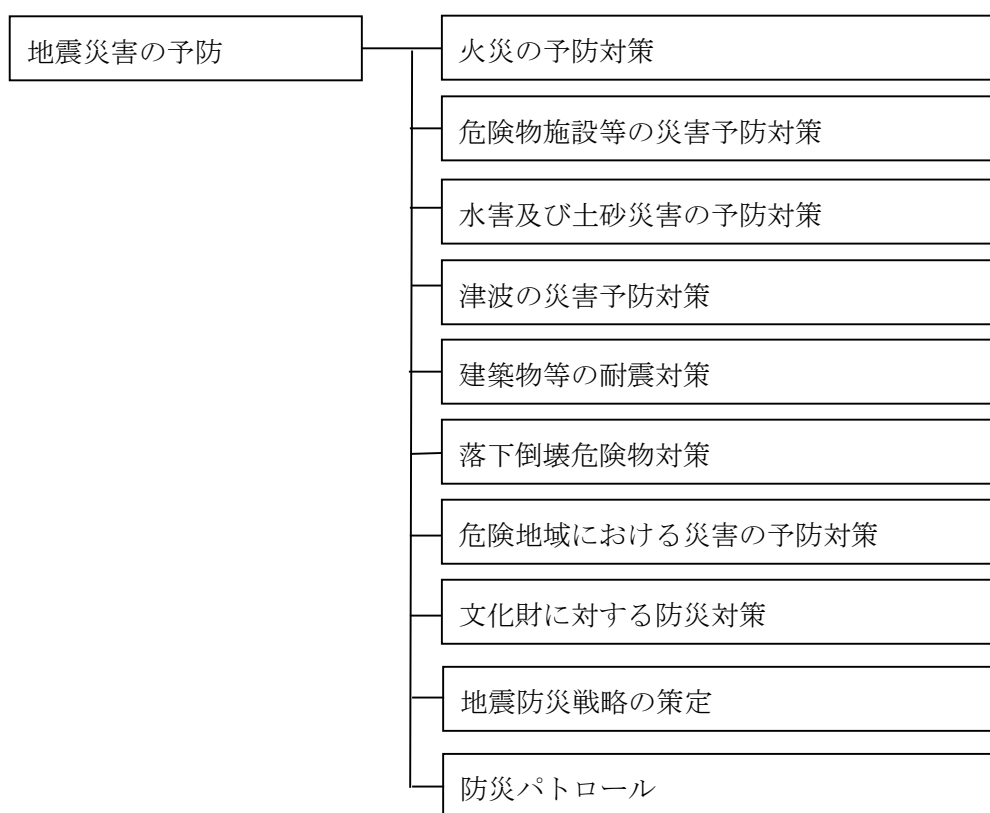 地震災害の予防
火災の予防対策
危険物施設等の災害予防対策
水害及び土砂災害の予防対策
津波の災害予防対策
建築物等の耐震対策
落下倒壊危険物対策
危険地域における災害の予防対策
文化財に対する防災対策
地震防災戦略の策定
防災パトロール